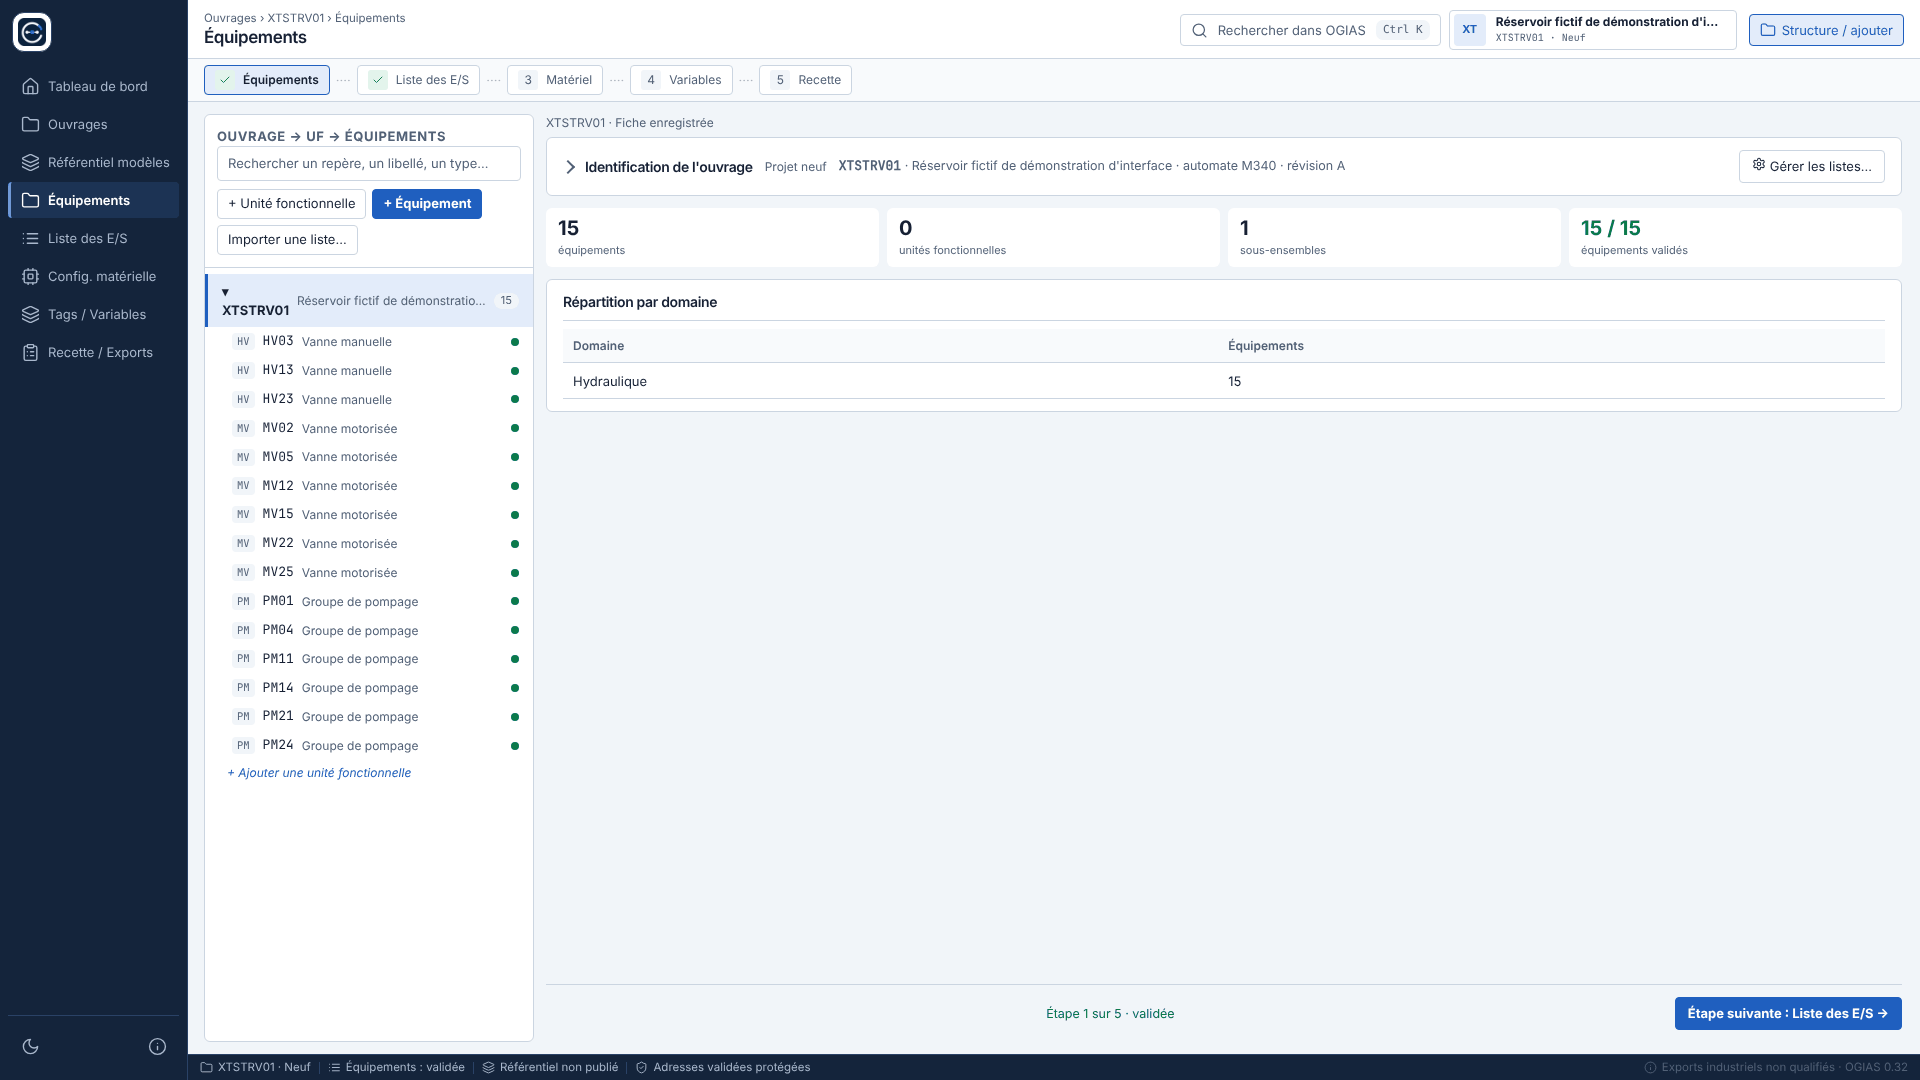 Ouvrages › XTSTRV01 › Équipements
Équipements
Rechercher dans OGIAS Ctrl K
XT Réservoir fictif de démonstration d'i...
XTSTRV01 · Neuf
Structure / ajouter
Tableau de bord
Ouvrages
Référentiel modèles
Équipements
Liste des E/S
Config. matérielle
Tags / Variables
Recette / Exports
Équipements
Liste des E/S
3 Matériel
4 Variables
5 Recette
OUVRAGE → UF → ÉQUIPEMENTS
Rechercher un repère, un libellé, un type...
+ Unité fonctionnelle
+ Équipement
Importer une liste...
▾
XTSTRV01 Réservoir fictif de démonstratio... 15
HV HV03 Vanne manuelle
HV HV13 Vanne manuelle
HV HV23 Vanne manuelle
MV MV02 Vanne motorisée
MV MV05 Vanne motorisée
MV MV12 Vanne motorisée
MV MV15 Vanne motorisée
MV MV22 Vanne motorisée
MV MV25 Vanne motorisée
PM PM01 Groupe de pompage
PM PM04 Groupe de pompage
PM PM11 Groupe de pompage
PM PM14 Groupe de pompage
PM PM21 Groupe de pompage
PM PM24 Groupe de pompage
+ Ajouter une unité fonctionnelle
XTSTRV01 · Fiche enregistrée
Identification de l'ouvrage Projet neuf XTSTRV01 · Réservoir fictif de démonstration d'interface · automate M340 · révision A
Gérer les listes...
15
équipements
0
unités fonctionnelles
1
sous-ensembles
15 / 15
équipements validés
Répartition par domaine
Domaine Équipements
Hydraulique 15
Étape 1 sur 5 · validée
Étape suivante : Liste des E/S →
XTSTRV01 · Neuf
Équipements : validée
Référentiel non publié
Adresses validées protégées
Exports industriels non qualifiés · OGIAS 0.32